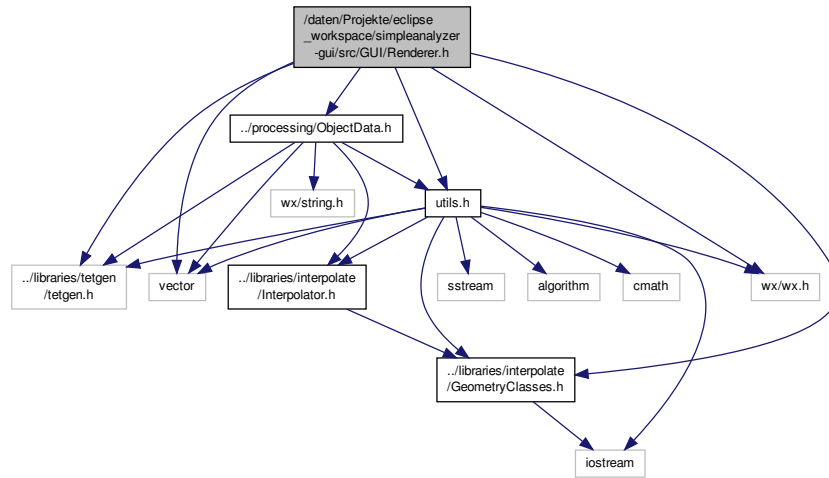 /daten/Projekte/eclipse
_workspace/simpleanalyzer
-gui/src/GUI/Renderer.h
../processing/ObjectData.h
wx/string.h
utils.h
../libraries/tetgen
/tetgen.h
vector
../libraries/interpolate
/Interpolator.h
sstream
algorithm
cmath
wx/wx.h
../libraries/interpolate
/GeometryClasses.h
iostream